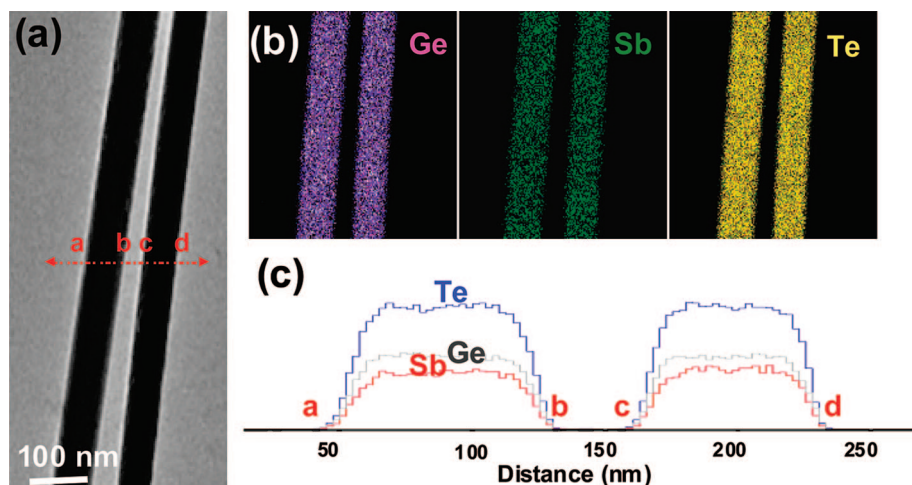 (a)
a b c d
100 nm
(b) Ge Sb Te
(c)
Te
Ge
Sb
a b c d
50 100 150 200 250
Distance (nm)